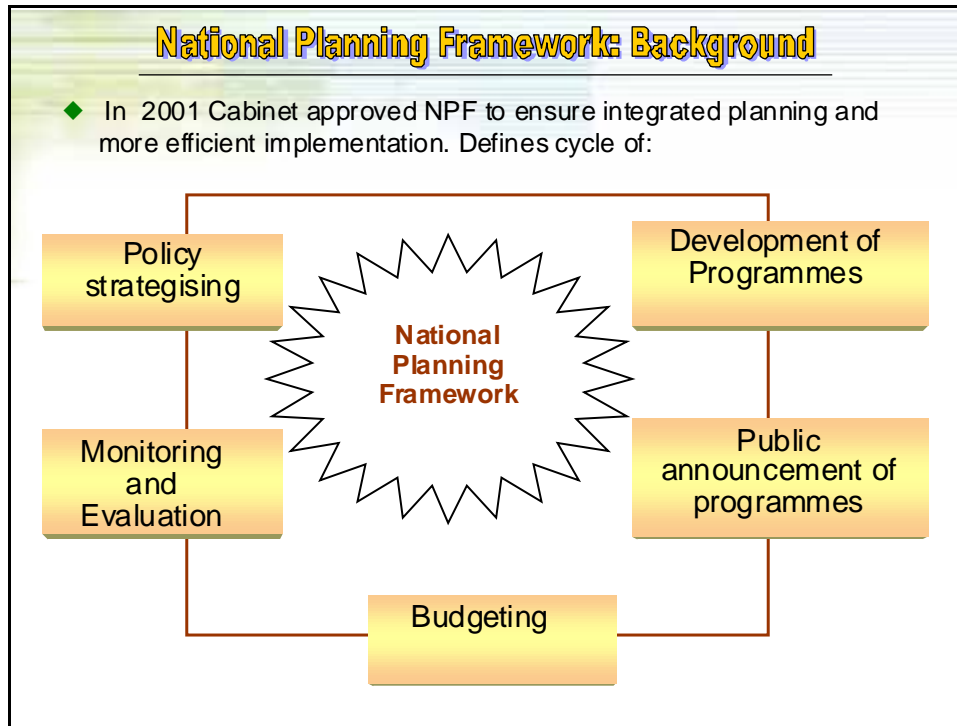 National Planning Framework: Background
In 2001 Cabinet approved NPF to ensure integrated planning and
more efficient implementation. Defines cycle of:
Policy
strategising
Development of
Programmes
National
Planning
Framework
Monitoring
and
Evaluation
Public
announcement of
programmes
Budgeting